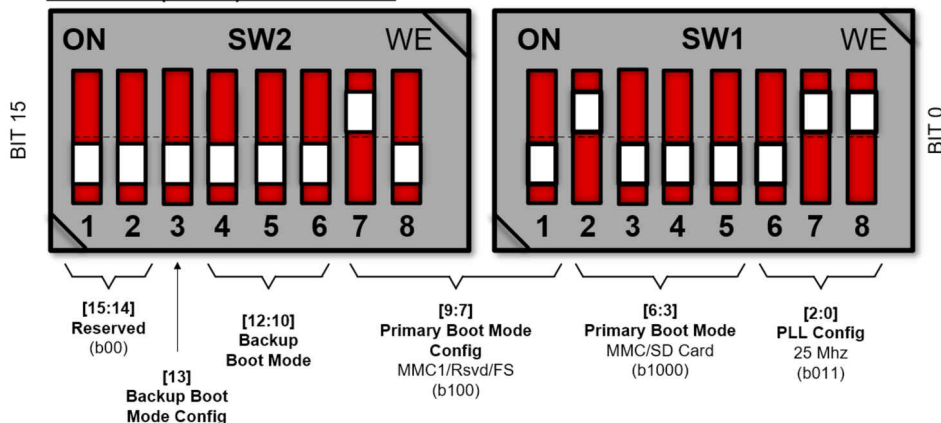 ON SW2 WE
ON SW1 WE
BIT 15
BIT 0
1 2 3 4 5 6 7 8
1 2 3 4 5 6 7 8
[15:14]
Reserved
(b00)
[13]
Backup Boot
Mode Config
[12:10]
Backup
Boot Mode
[9:7]
Primary Boot Mode
Config
MMC1/Rsvd/FS
(b100)
[6:3]
Primary Boot Mode
MMC/SD Card
(b1000)
[2:0]
PLL Config
25 Mhz
(b011)